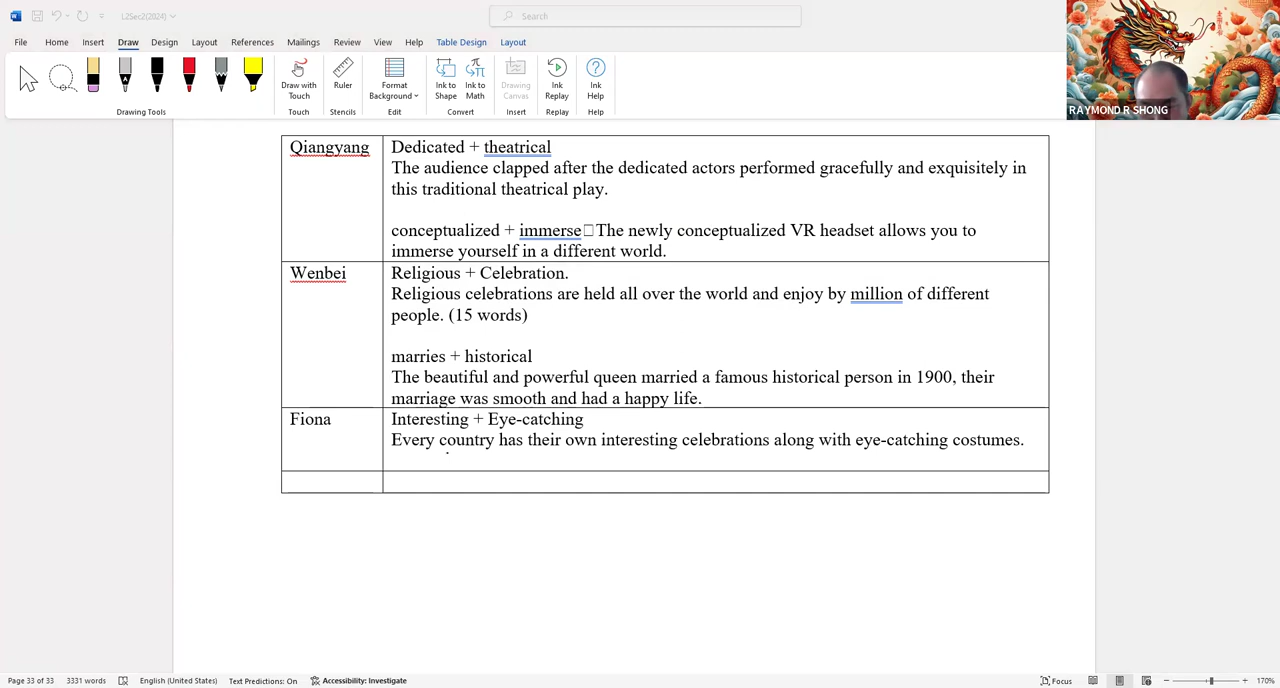 L2Sec2(2024)
Search
File Home Insert Draw Design Layout References Mailings Review View Help Table Design Layout
Draw with Touch
Ruler
Format Background
Ink to Shape
Ink to Math
Drawing Canvas
Ink Replay
Ink Help
Drawing Tools Touch Stencils Edit Convert Insert Replay Help
RAYMOND R SHONG
Qiangyang
Dedicated + theatrical
The audience clapped after the dedicated actors performed gracefully and exquisitely in
this traditional theatrical play.
conceptualized + immerse□The newly conceptualized VR headset allows you to
immerse yourself in a different world.
Wenbei
Religious + Celebration.
Religious celebrations are held all over the world and enjoy by million of different
people. (15 words)
marries + historical
The beautiful and powerful queen married a famous historical person in 1900, their
marriage was smooth and had a happy life.
Fiona
Interesting + Eye-catching
Every country has their own interesting celebrations along with eye-catching costumes.
Page 33 of 33 3331 words English (United States) Text Predictions: On Accessibility: Investigate Focus 170%